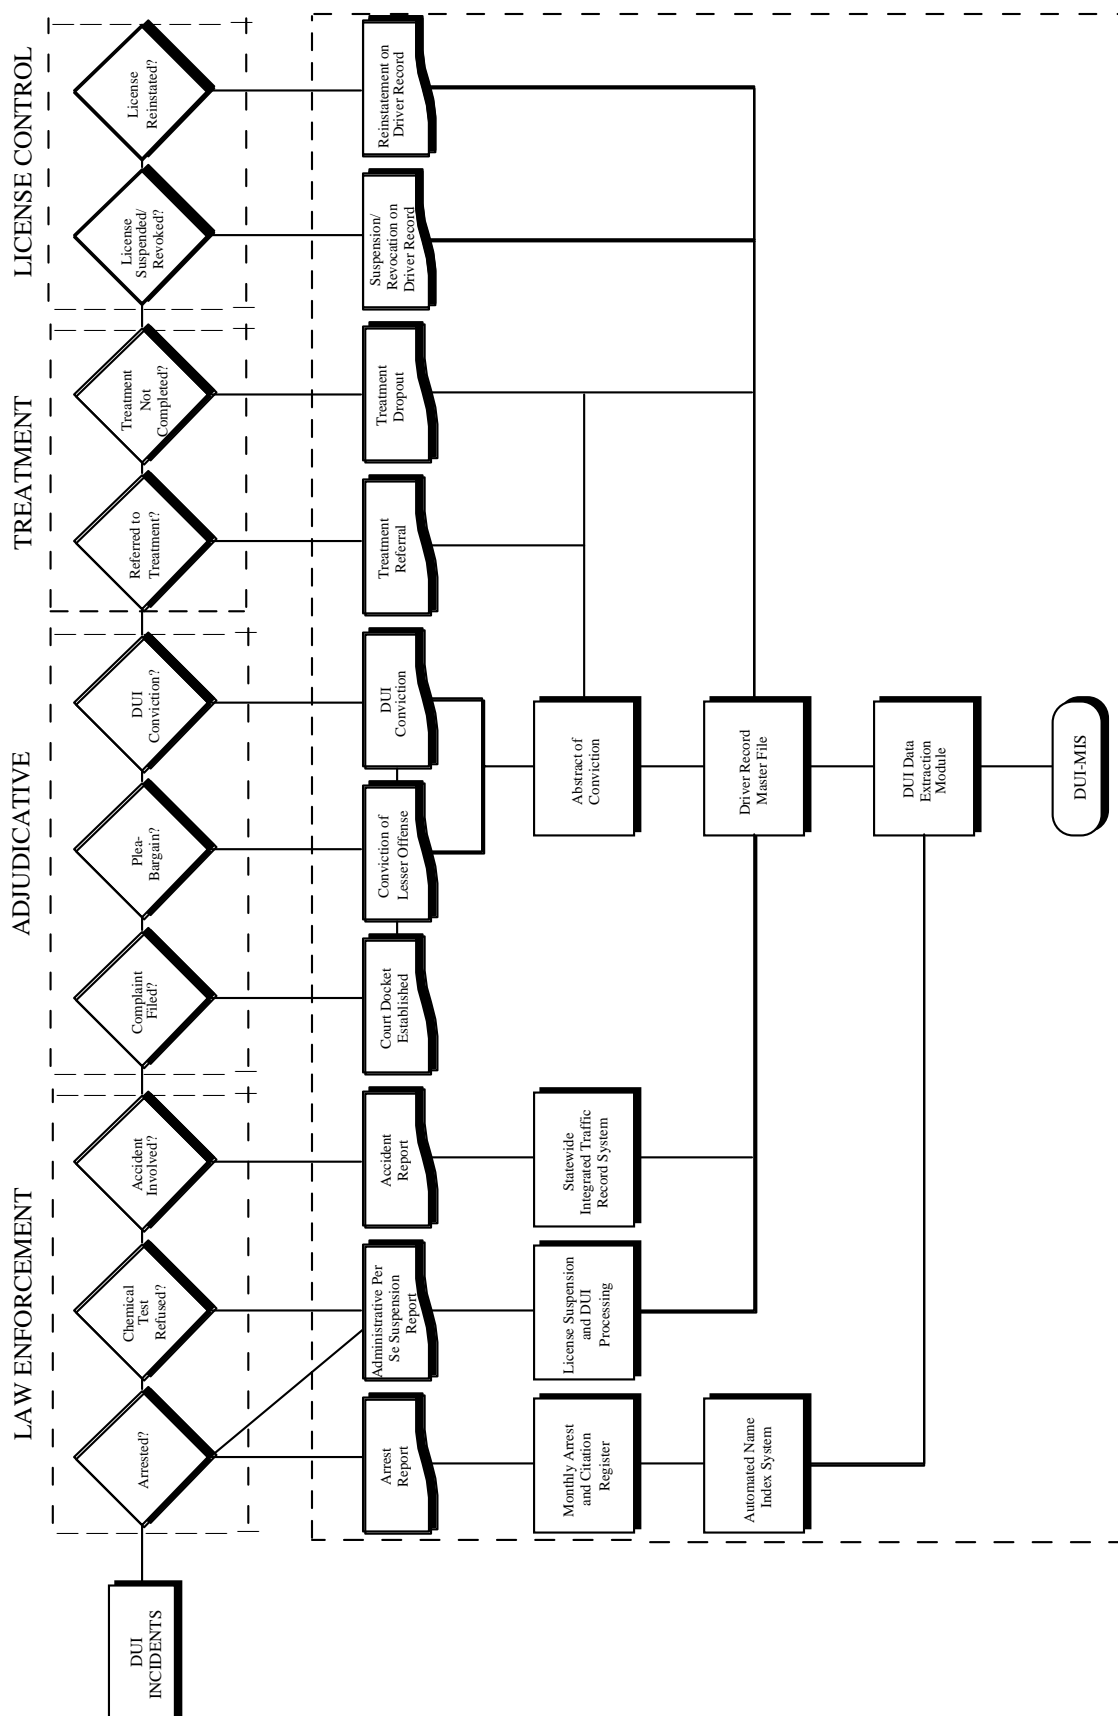 LAW ENFORCEMENT
ADJUDICATIVE
TREATMENT
LICENSE CONTROL
DUI
INCIDENTS
Arrested?
Chemical
Test
Refused?
Accident
Involved?
Complaint
Filed?
Plea-
Bargain?
DUI
Conviction?
Referred to
Treatment?
Treatment
Not
Completed?
License
Suspended/
Revoked?
License
Reinstated?
Arrest
Report
Administrative Per
Se Suspension
Report
Accident
Report
Court Docket
Established
Conviction of
Lesser Offense
DUI
Conviction
Treatment
Referral
Treatment
Dropout
Suspension/
Revocation on
Driver Record
Reinstatement on
Driver Record
Monthly Arrest
and Citation
Register
License Suspension
and DUI
Processing
Statewide
Integrated Traffic
Record System
Abstract of
Conviction
Automated Name
Index System
Driver Record
Master File
DUI Data
Extraction
Module
DUI-MIS